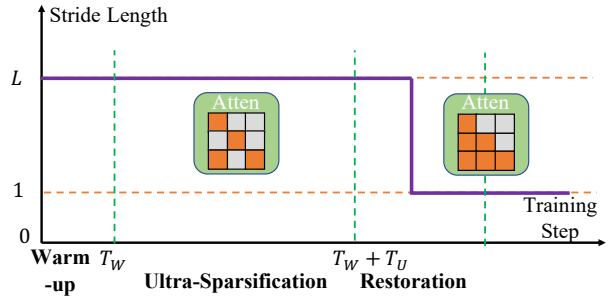 Stride Length
L
Atten
Atten
1
Training
Step
0
Warm
-up
T_W
T_W + T_U
Ultra-Sparsification
Restoration